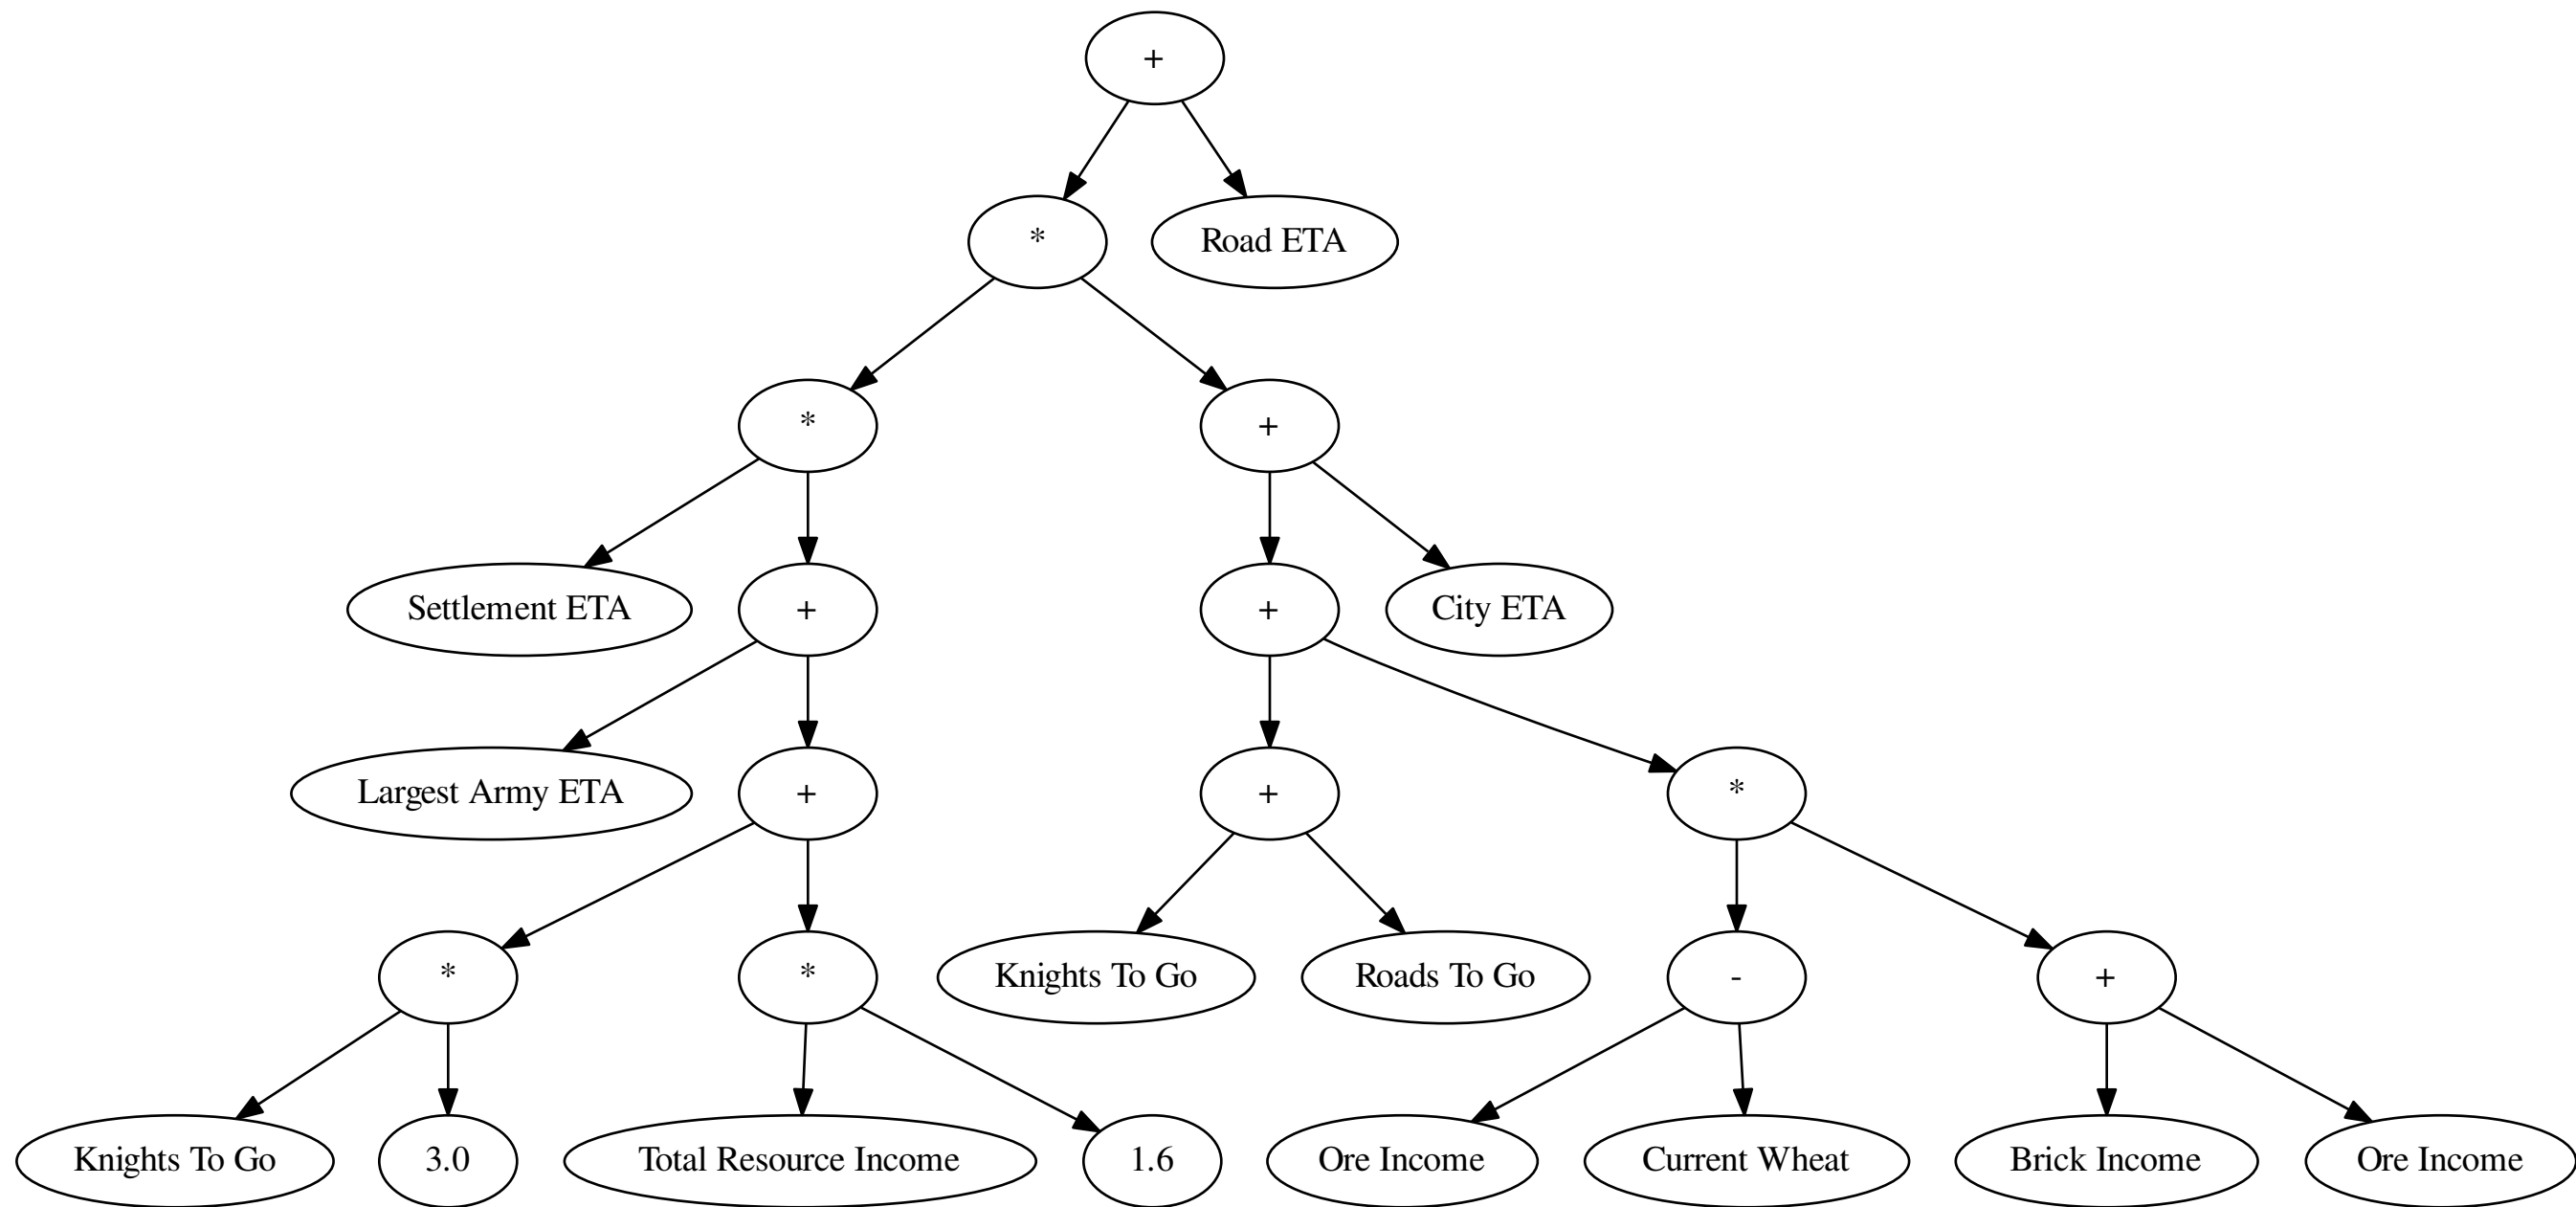 +
*
Road ETA
*
+
Settlement ETA
+
+
City ETA
Largest Army ETA
+
+
*
*
*
Knights To Go
Roads To Go
-
+
Knights To Go
3.0
Total Resource Income
1.6
Ore Income
Current Wheat
Brick Income
Ore Income